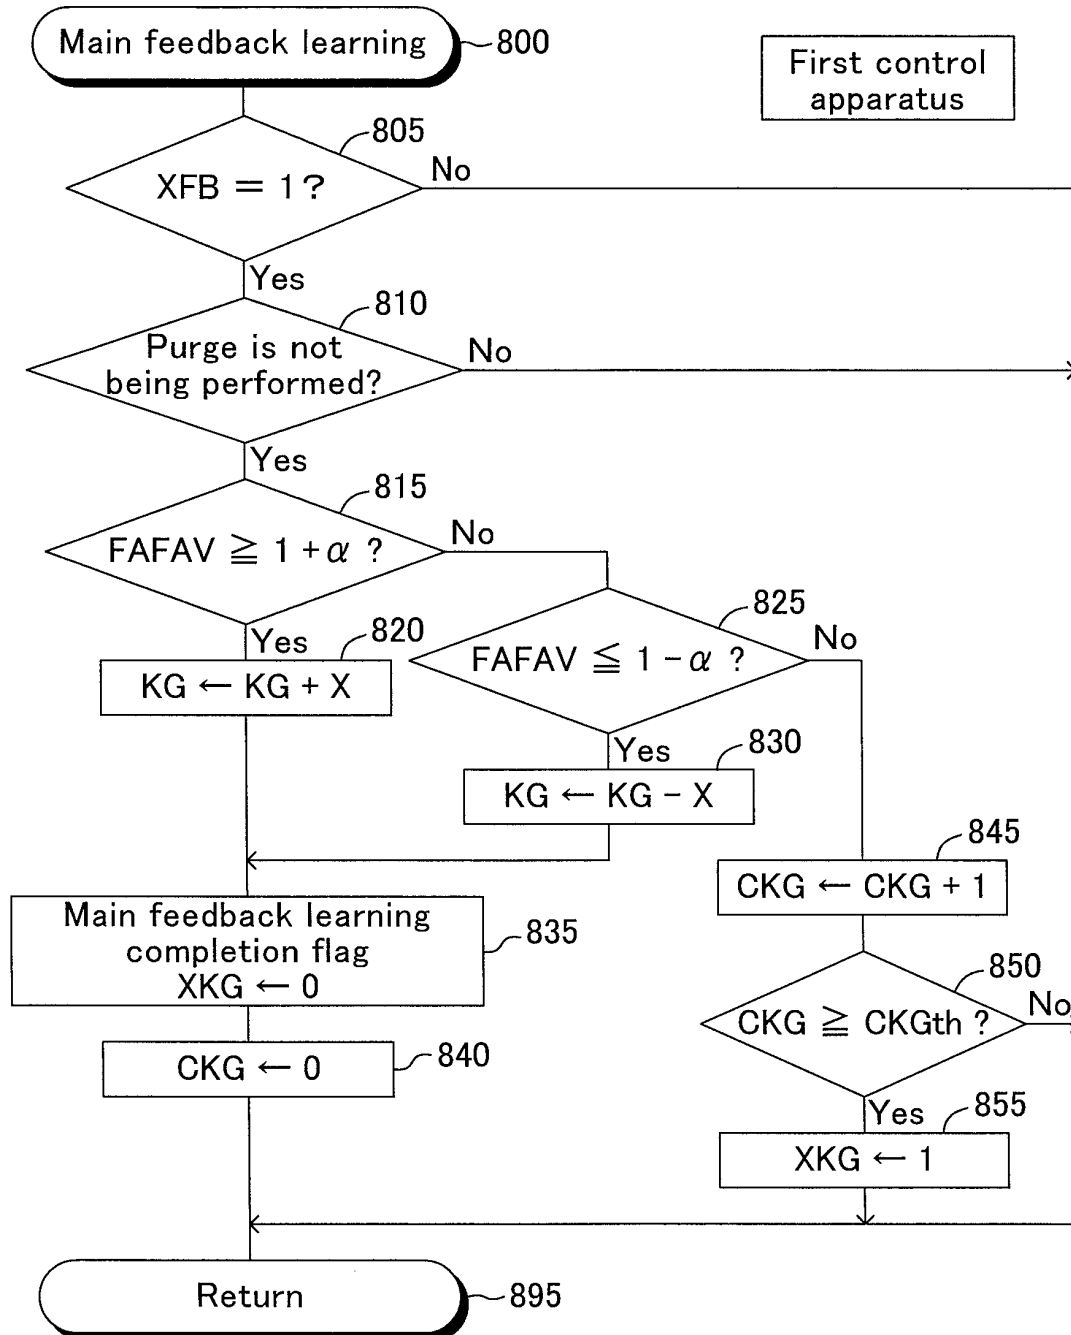 Main feedback learning
800
First control
apparatus
805
XFB = 1?
No
Yes
810
Purge is not
being performed?
No
Yes
815
FAFAV ≧ 1 + α ?
No
Yes
820
KG ← KG + X
825
FAFAV ≦ 1 - α ?
No
Yes
830
KG ← KG - X
845
CKG ← CKG + 1
Main feedback learning
completion flag
XKG ← 0
835
850
CKG ≧ CKGth ?
No
Yes
840
CKG ← 0
855
XKG ← 1
Return
895